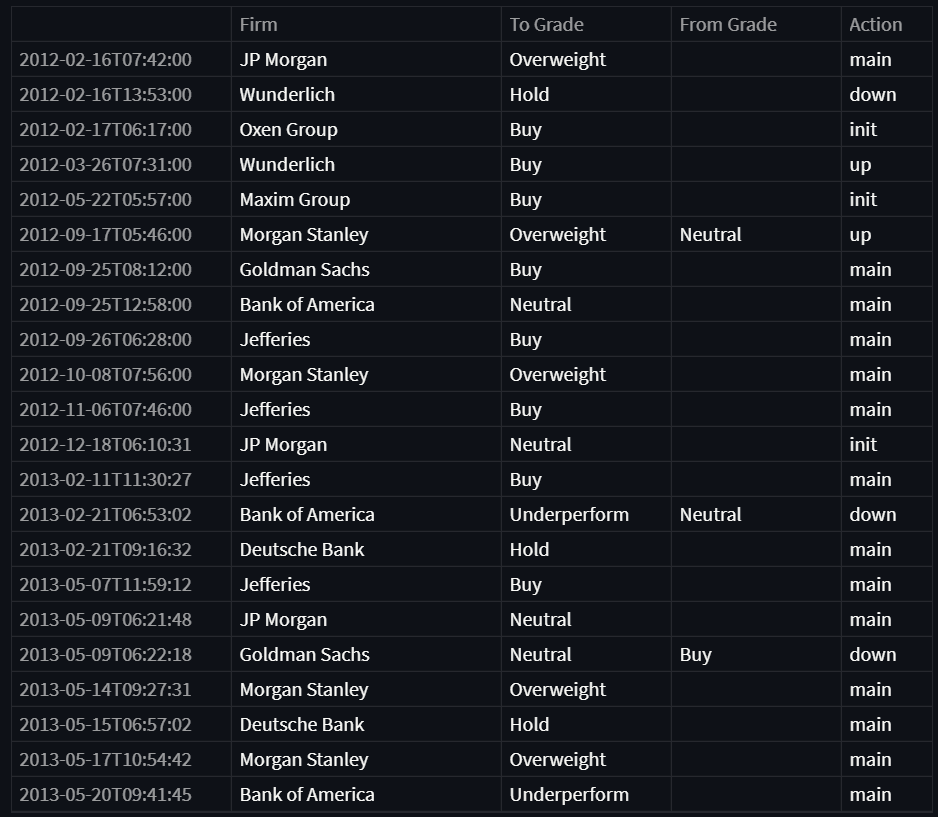 Firm To Grade From Grade Action
2012-02-16T07:42:00 JP Morgan Overweight main
2012-02-16T13:53:00 Wunderlich Hold down
2012-02-17T06:17:00 Oxen Group Buy init
2012-03-26T07:31:00 Wunderlich Buy up
2012-05-22T05:57:00 Maxim Group Buy init
2012-09-17T05:46:00 Morgan Stanley Overweight Neutral up
2012-09-25T08:12:00 Goldman Sachs Buy main
2012-09-25T12:58:00 Bank of America Neutral main
2012-09-26T06:28:00 Jefferies Buy main
2012-10-08T07:56:00 Morgan Stanley Overweight main
2012-11-06T07:46:00 Jefferies Buy main
2012-12-18T06:10:31 JP Morgan Neutral init
2013-02-11T11:30:27 Jefferies Buy main
2013-02-21T06:53:02 Bank of America Underperform Neutral down
2013-02-21T09:16:32 Deutsche Bank Hold main
2013-05-07T11:59:12 Jefferies Buy main
2013-05-09T06:21:48 JP Morgan Neutral main
2013-05-09T06:22:18 Goldman Sachs Neutral Buy down
2013-05-14T09:27:31 Morgan Stanley Overweight main
2013-05-15T06:57:02 Deutsche Bank Hold main
2013-05-17T10:54:42 Morgan Stanley Overweight main
2013-05-20T09:41:45 Bank of America Underperform main